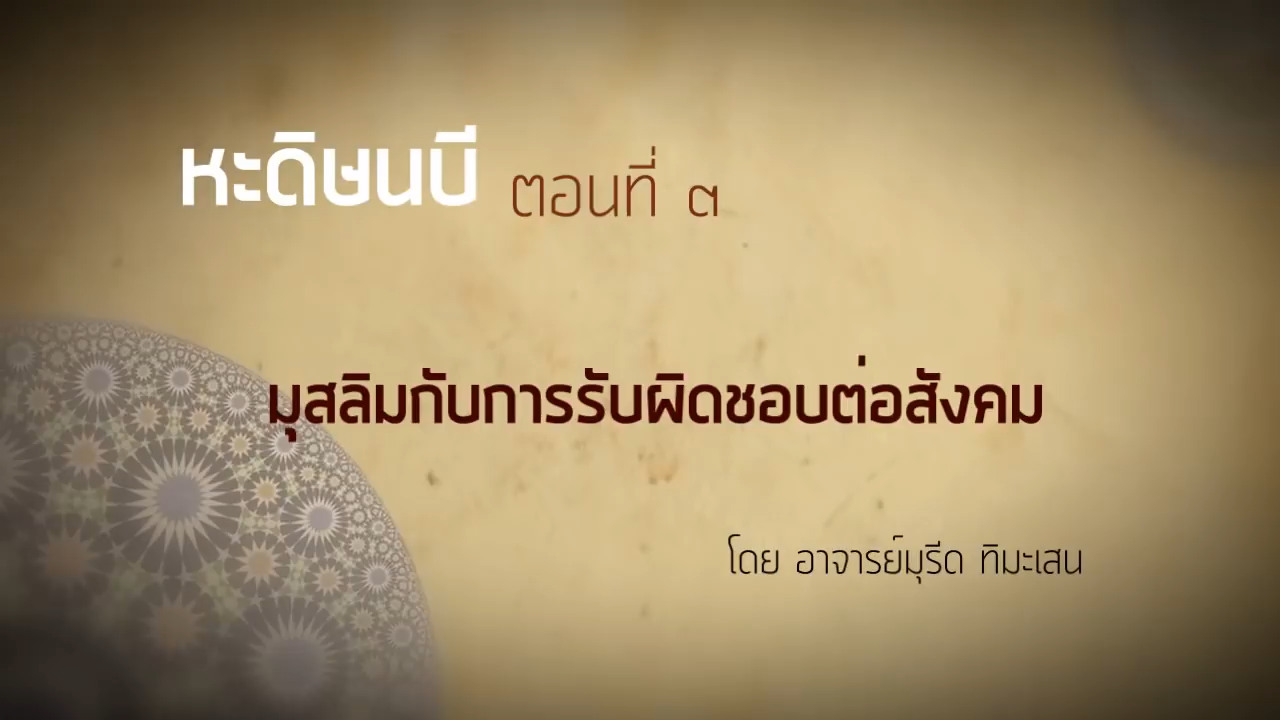 หะดิษนบี ตอนที่ ๓
มุสลิมกับการรับผิดชอบต่อสังคม
โดย อาจารย์มุรีด ทิมะเสน